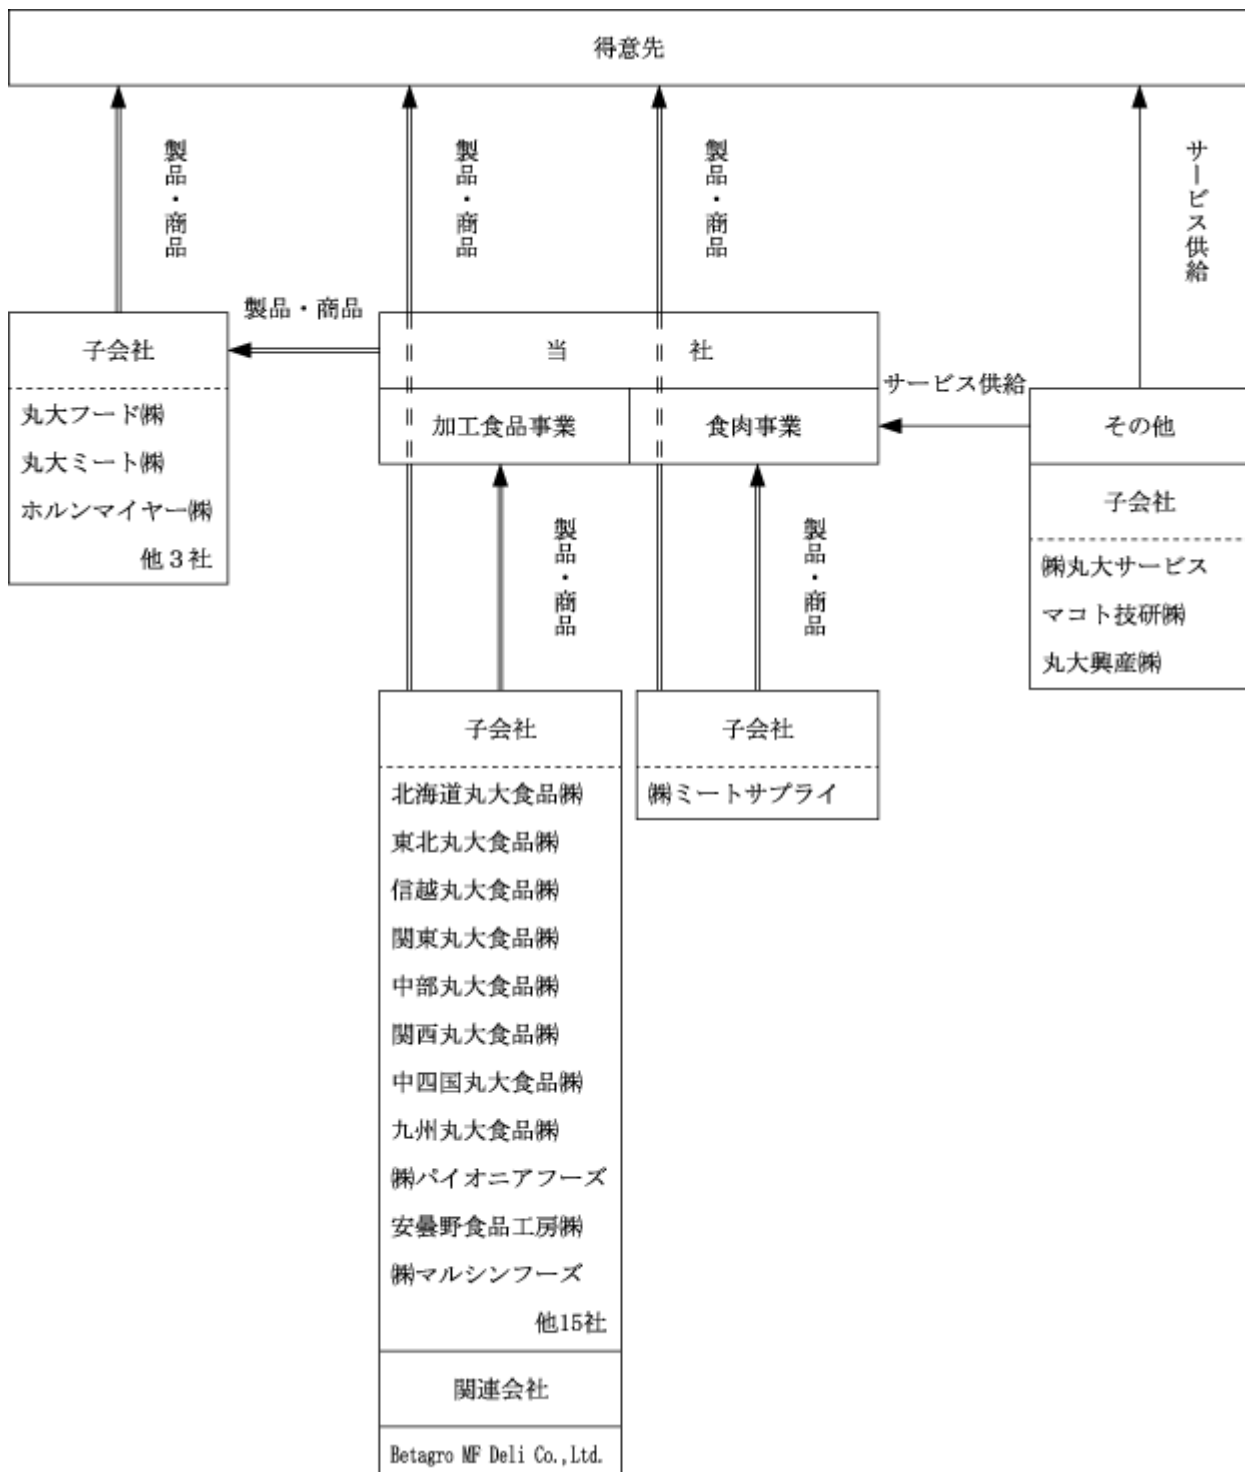 得意先
製品・商品
製品・商品
製品・商品
サービス供給
子会社
丸大フード㈱
丸大ミート㈱
ホルンマイヤー㈱
他３社
製品・商品
当　　　社
加工食品事業
食肉事業
サービス供給
その他
子会社
㈱丸大サービス
マコト技研㈱
丸大興産㈱
製品・商品
製品・商品
子会社
北海道丸大食品㈱
東北丸大食品㈱
信越丸大食品㈱
関東丸大食品㈱
中部丸大食品㈱
関西丸大食品㈱
中四国丸大食品㈱
九州丸大食品㈱
㈱パイオニアフーズ
安曇野食品工房㈱
㈱マルシンフーズ
他15社
関連会社
Betagro MF Deli Co.,Ltd.
子会社
㈱ミートサプライ